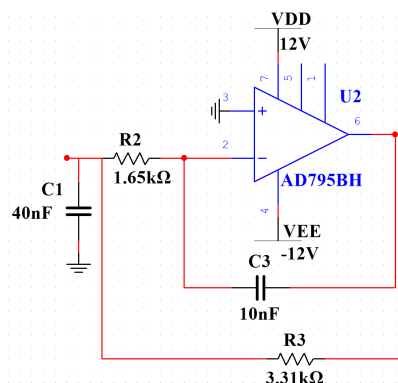 VDD
12V
7
5
1
U2
3
+
6
R2
2
−
1.65kΩ
AD795BH
C1
4
40nF
VEE
-12V
C3
10nF
R3
3.31kΩ